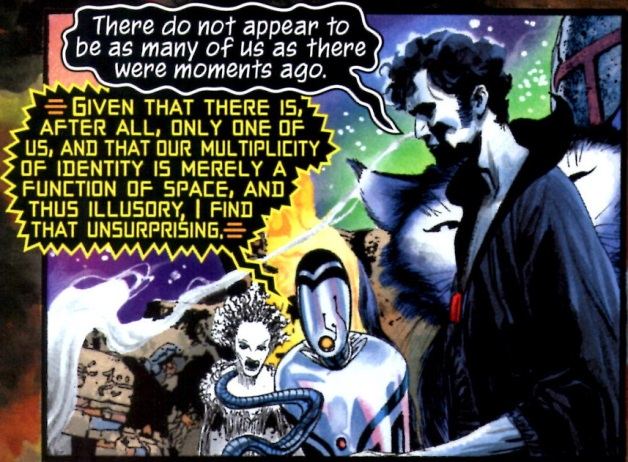 There do not appear to
be as many of us as there
were moments ago.
=GIVEN THAT THERE IS,
AFTER ALL, ONLY ONE OF
US, AND THAT OUR MULTIPLICITY
OF IDENTITY IS MERELY A
FUNCTION OF SPACE, AND
THUS ILLUSORY, I FIND
THAT UNSURPRISING.=